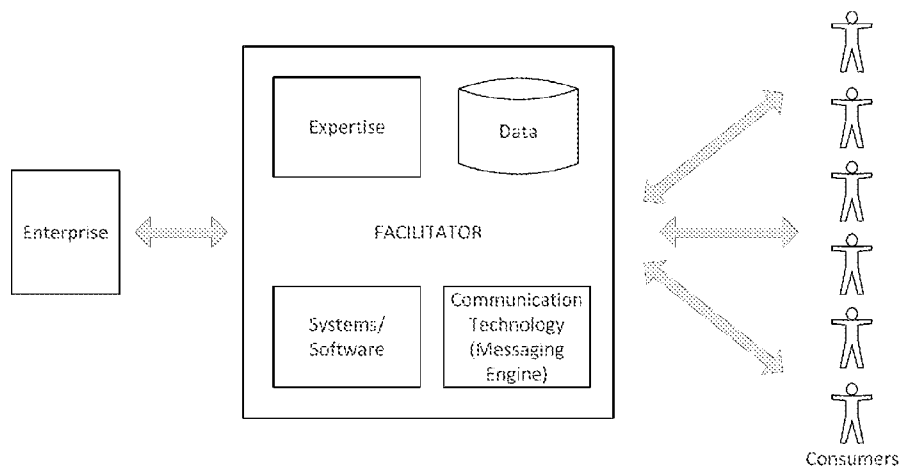 Expertise
Data
Enterprise
FACILITATOR
Systems/
Software
Communication
Technology
(Messaging
Engine)
Consumers